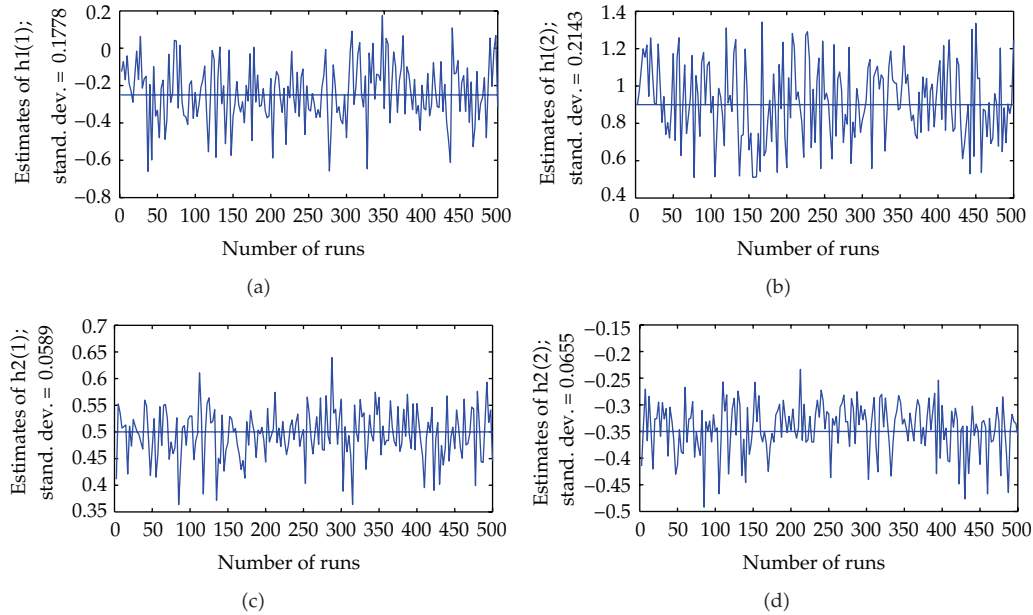 Estimates of h1(1);
stand. dev. = 0.1778
0.2
0
−0.2
−0.4
−0.6
−0.8
0 50 100 150 200 250 300 350 400 450 500
Number of runs
(a)
Estimates of h1(2);
stand. dev. = 0.2143
1.4
1.2
1
0.8
0.6
0.4
0 50 100 150 200 250 300 350 400 450 500
Number of runs
(b)
Estimates of h2(1);
stand. dev. = 0.0589
0.7
0.65
0.6
0.55
0.5
0.45
0.4
0.35
0 50 100 150 200 250 300 350 400 450 500
Number of runs
(c)
Estimates of h2(2);
stand. dev. = 0.0655
−0.15
−0.2
−0.25
−0.3
−0.35
−0.4
−0.45
−0.5
0 50 100 150 200 250 300 350 400 450 500
Number of runs
(d)